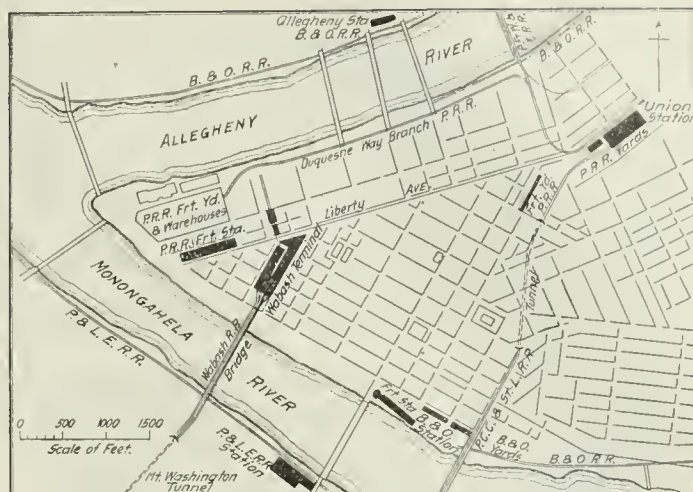 Allegheny Sta
B. & O. R. R.
P. R. R.
B. & O. R. R.
B. & O. R. R.
RIVER
Union
Station
ALLEGHENY
Duquesne Way Branch P. R. R.
P. R. R. Yards
Liberty AVE.
Frt. Yd.
P. R. R.
P. R. R. Frt. Yd.
& Warehouses
P. R. R. Frt. Sta.
Wabash Terminal
Tunnel
MONONGAHELA
RIVER
P. & L. E. R. R.
Wabash R. R.
Bridge
P. C. C. & St. L. R. R.
0 500 1000 1500
Scale of Feet.
Frt Sta
B. & O.
Station
B. & O.
Yards
B. & O. R. R.
P. & L. E. R. R.
Station
Mt. Washington
Tunnel